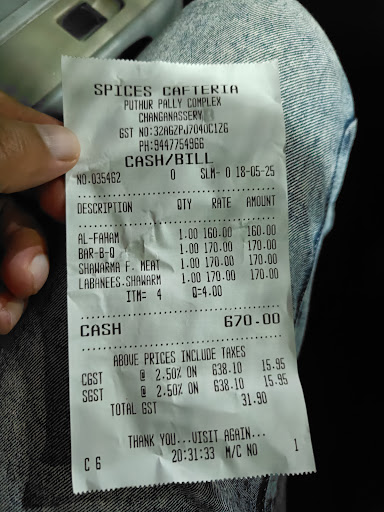 SPICES CAFTERIA
PUTHUR PALLY COMPLEX
CHANGANASSERY
GST NO:32AGZPJ7040C1ZG
PH:9447754966
CASH/BILL
NO.035462 0 SLM- 0 18-05-25
DESCRIPTION QTY RATE AMOUNT
AL-FAHAM 1.00 160.00 160.00
BAR-B-Q 1.00 170.00 170.00
SHAWARMA F. MEAT 1.00 170.00 170.00
LABANEES.SHAWARM 1.00 170.00 170.00
ITM= 4 Q=4.00
CASH 670.00
ABOVE PRICES INCLUDE TAXES
CGST @ 2.50% ON 638.10 15.95
SGST @ 2.50% ON 638.10 15.95
TOTAL GST 31.90
THANK YOU...VISIT AGAIN...
C 6 20:31:33 M/C NO 1